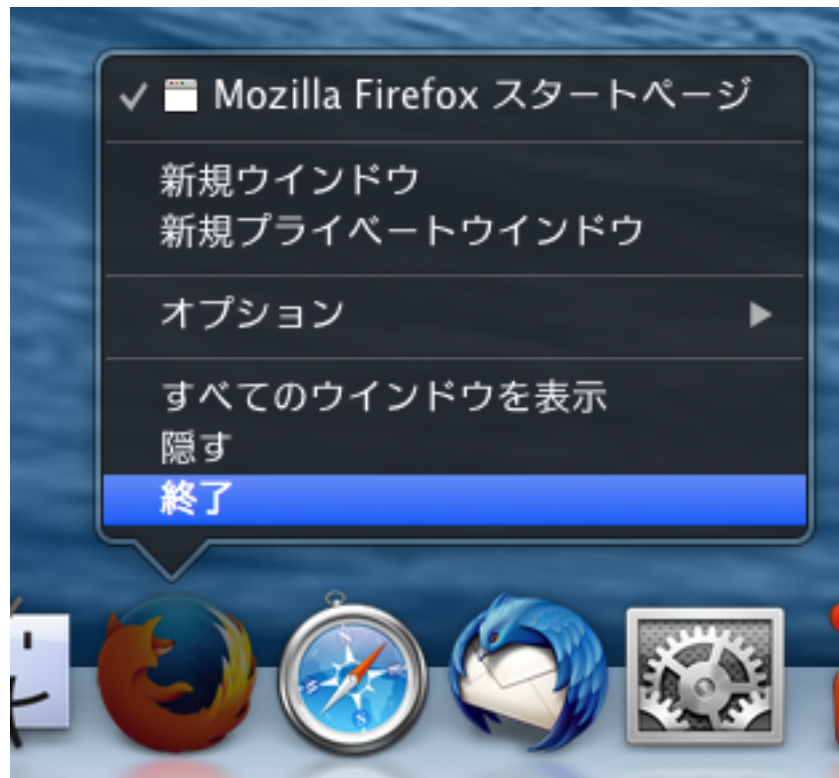 Mozilla Firefox スタートページ
新規ウインドウ
新規プライベートウインドウ
オプション
すべてのウインドウを表示
隠す
終了